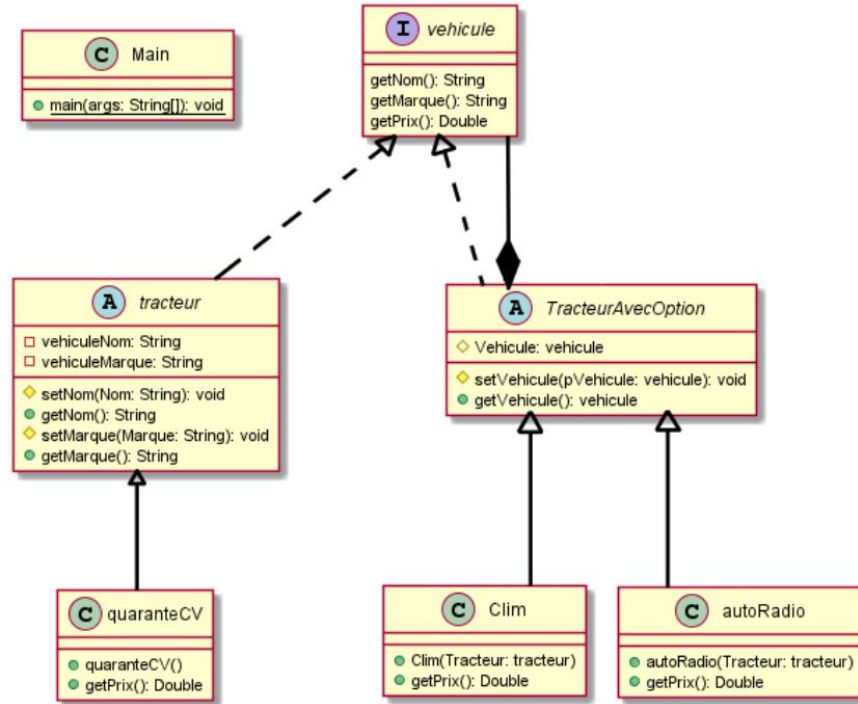 C Main
main(args: String[]): void
I vehicule
getNom(): String
getMarque(): String
getPrix(): Double
A tracteur
vehiculeNom: String
vehiculeMarque: String
setNom(Nom: String): void
getNom(): String
setMarque(Marque: String): void
getMarque(): String
A TracteurAvecOption
Vehicule: vehicule
setVehicule(pVehicule: vehicule): void
getVehicule(): vehicule
C quaranteCV
quaranteCV()
getPrix(): Double
C Clim
Clim(Tracteur: tracteur)
getPrix(): Double
C autoRadio
autoRadio(Tracteur: tracteur)
getPrix(): Double